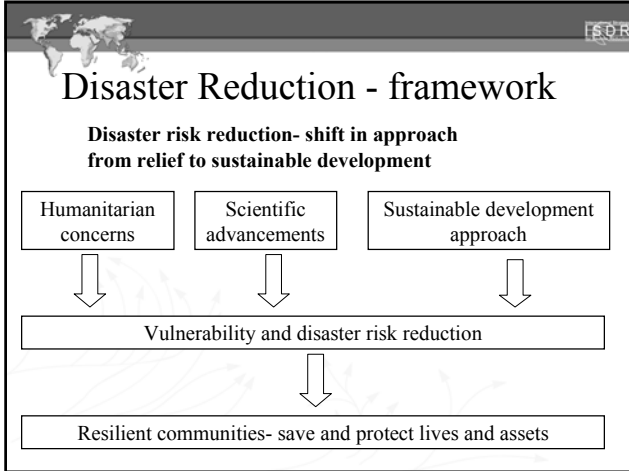 ISDR
Disaster Reduction - framework
Disaster risk reduction- shift in approach
from relief to sustainable development
Humanitarian
concerns
Scientific
advancements
Sustainable development
approach
Vulnerability and disaster risk reduction
Resilient communities- save and protect lives and assets